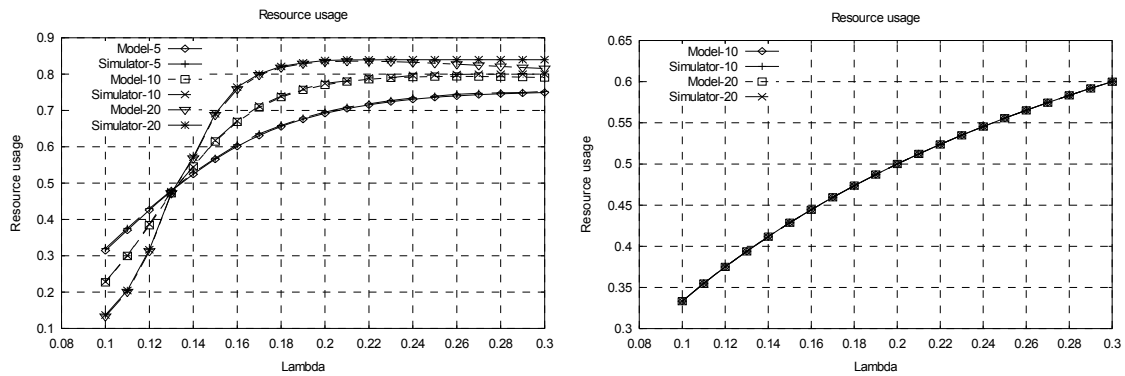 Resource usage
0.9
0.8
0.7
0.6
0.5
0.4
0.3
0.2
0.1
Resource usage
Model-5
Simulator-5
Model-10
Simulator-10
Model-20
Simulator-20
0.08 0.1 0.12 0.14 0.16 0.18 0.2 0.22 0.24 0.26 0.28 0.3
Lambda
Resource usage
0.65
0.6
0.55
0.5
0.45
0.4
0.35
0.3
Resource usage
Model-10
Simulator-10
Model-20
Simulator-20
0.08 0.1 0.12 0.14 0.16 0.18 0.2 0.22 0.24 0.26 0.28 0.3
Lambda